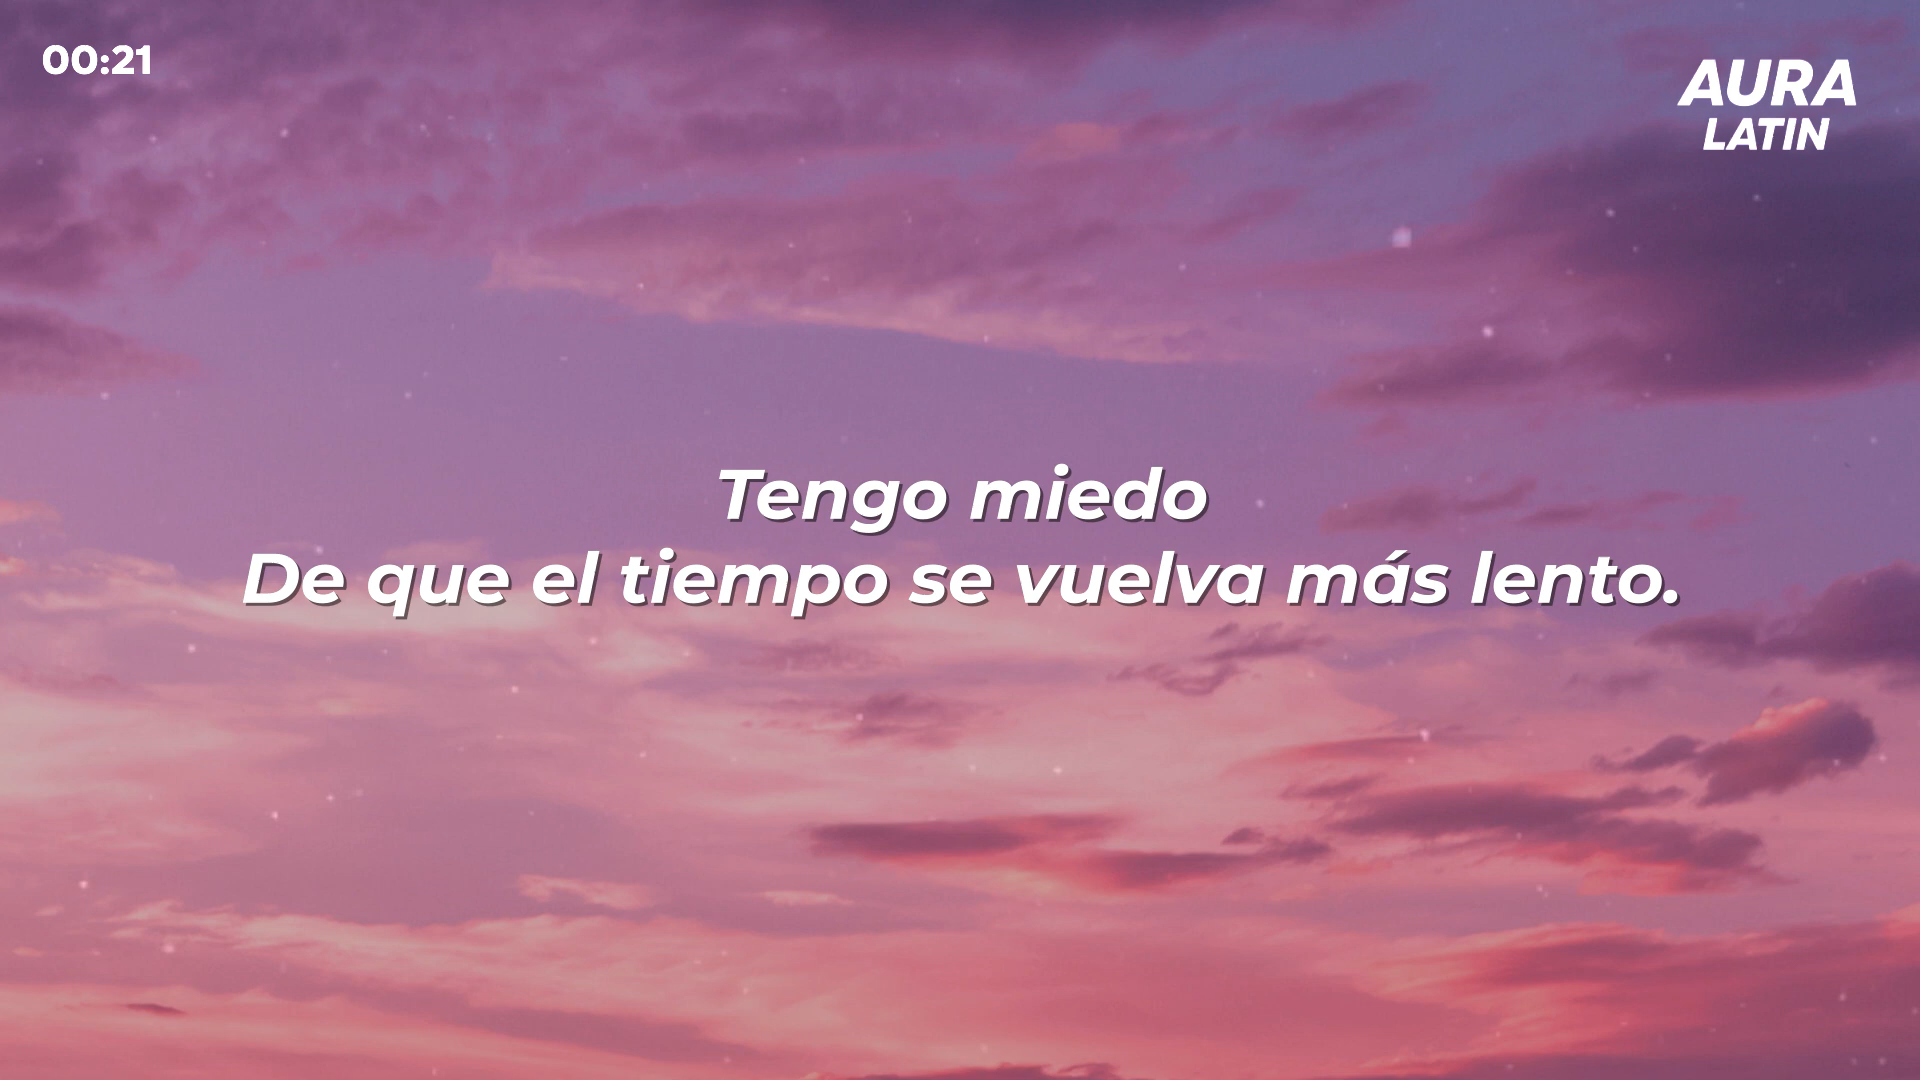 00:21
AURA
LATIN
Tengo miedo
De que el tiempo se vuelva más lento.